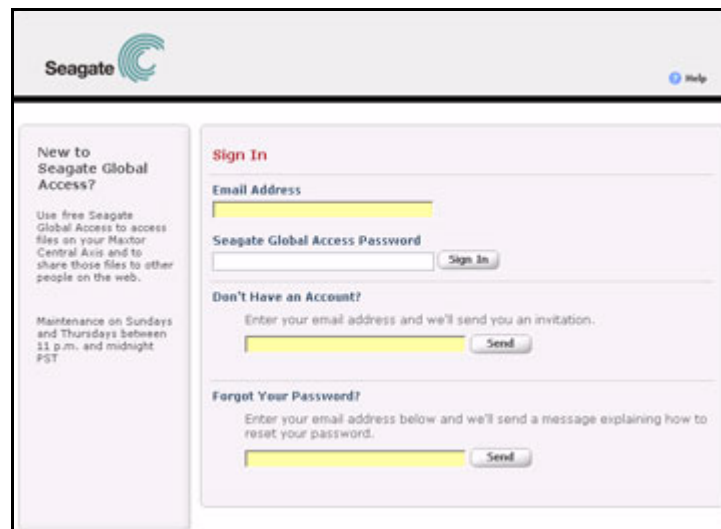 Seagate
Help
New to
Seagate Global
Access?
Use free Seagate
Global Access to access
files on your Maxtor
Central Axis and to
share those files to other
people on the web.
Maintenance on Sundays
and Thursdays between
11 p.m. and midnight
PST
Sign In
Email Address
Seagate Global Access Password
Sign In
Don't Have an Account?
Enter your email address and we'll send you an invitation.
Send
Forgot Your Password?
Enter your email address below and we'll send a message explaining how to
reset your password.
Send